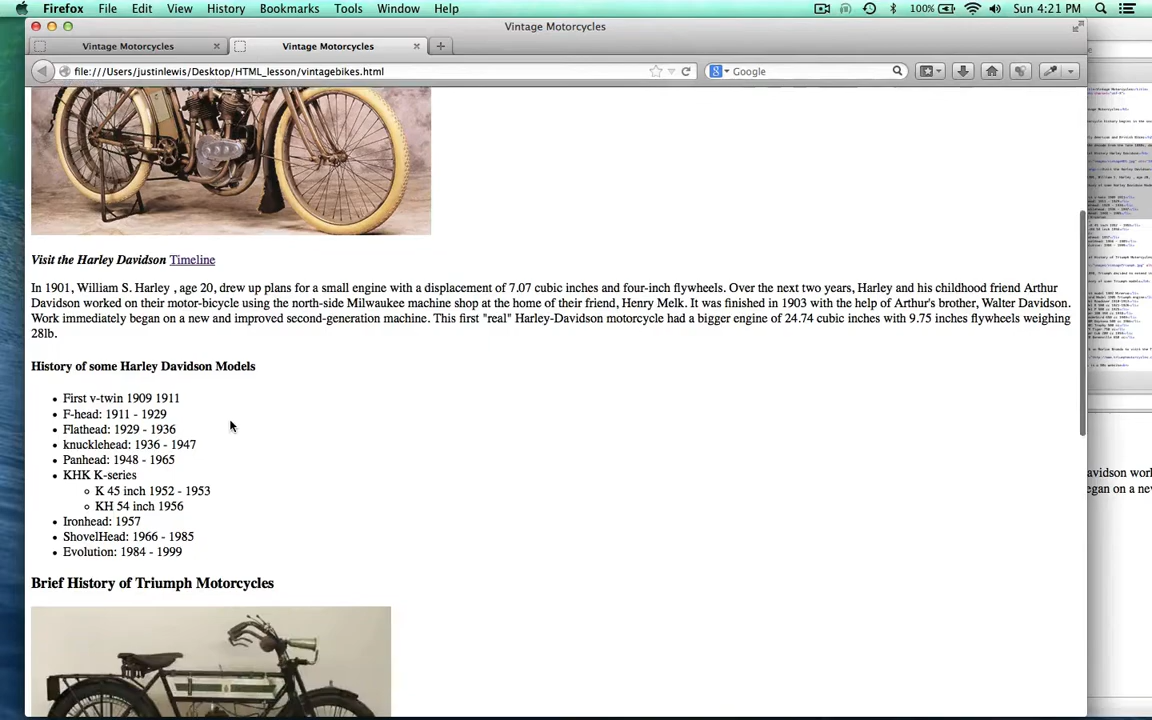 Firefox File Edit View History Bookmarks Tools Window Help 100% Sun 4:21 PM
Vintage Motorcycles
Vintage Motorcycles Vintage Motorcycles
file:///Users/justinlewis/Desktop/HTML_lesson/vintagebikes.html Google
Visit the Harley Davidson Timeline
In 1901, William S. Harley , age 20, drew up plans for a small engine with a displacement of 7.07 cubic inches and four-inch flywheels. Over the next two years, Harley and his childhood friend Arthur
Davidson worked on their motor-bicycle using the north-side Milwaukee machine shop at the home of their friend, Henry Melk. It was finished in 1903 with the help of Arthur's brother, Walter Davidson.
Work immediately began on a new and improved second-generation machine. This first "real" Harley-Davidson motorcycle had a bigger engine of 24.74 cubic inches with 9.75 inches flywheels weighing
28lb.
History of some Harley Davidson Models
First v-twin 1909 1911
F-head: 1911 - 1929
Flathead: 1929 - 1936
knucklehead: 1936 - 1947
Panhead: 1948 - 1965
KHK K-series
K 45 inch 1952 - 1953
KH 54 inch 1956
Ironhead: 1957
ShovelHead: 1966 - 1985
Evolution: 1984 - 1999
Brief History of Triumph Motorcycles